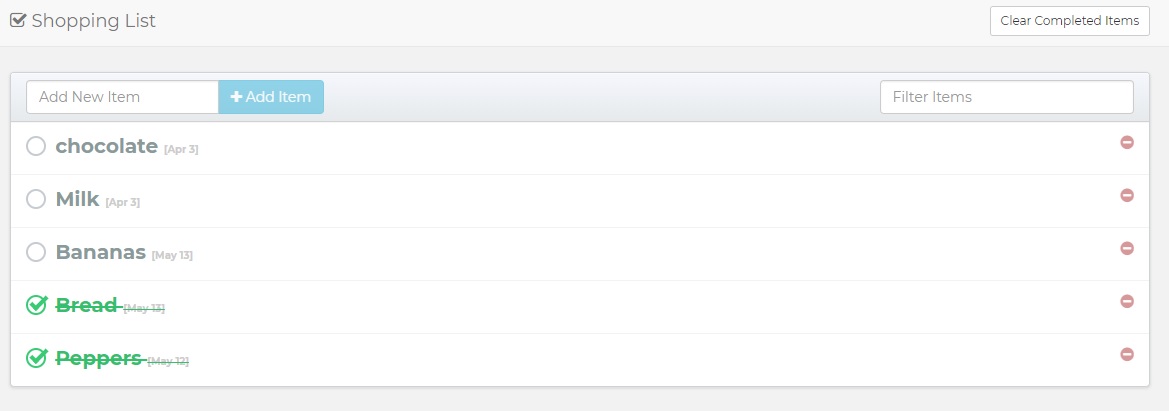 Shopping List
Clear Completed Items
Add New Item
Add Item
Filter Items
chocolate [Apr 3]
Milk [Apr 3]
Bananas [May 13]
Bread [May 13]
Peppers [May 12]